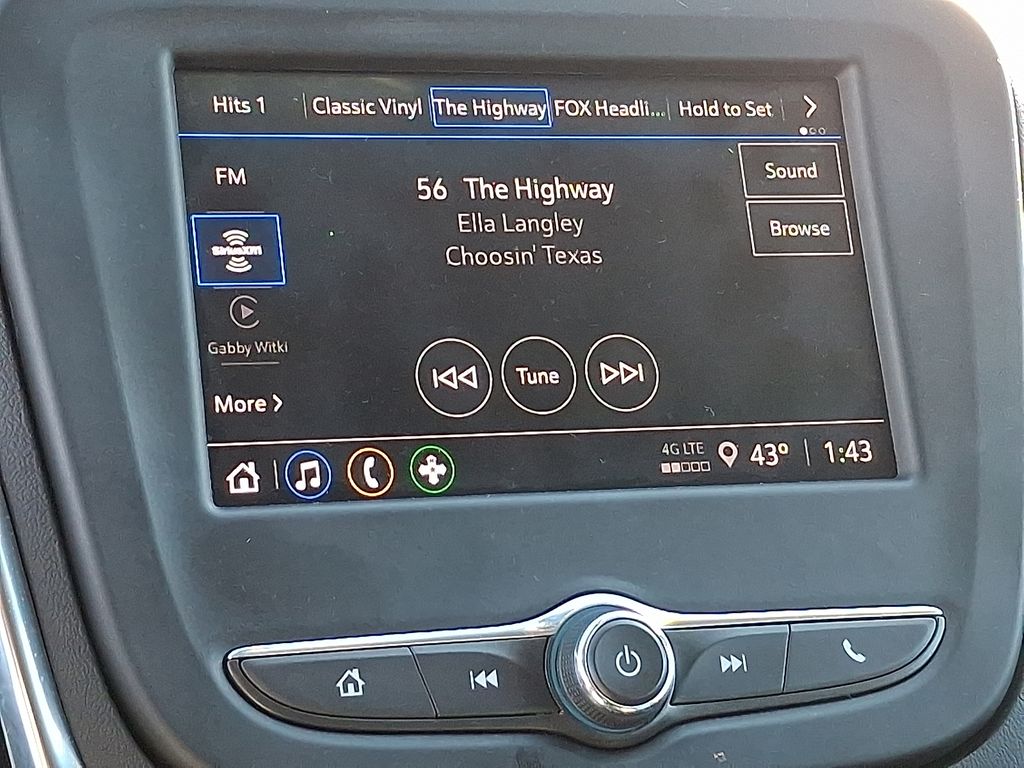 Hits 1
Classic Vinyl
The Highway
FOX Headli...
Hold to Set
FM
56 The Highway
Sound
SiriusXM
Ella Langley
Browse
Choosin' Texas
Gabby Witki
Tune
More
4G LTE
43°
1:43